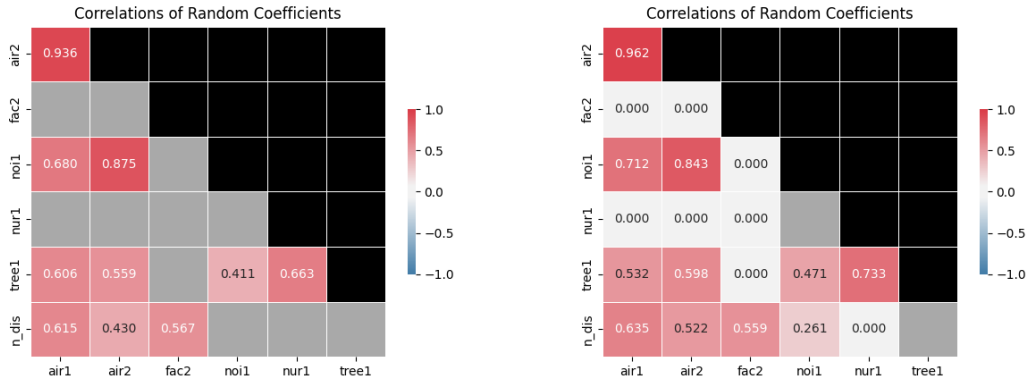 Correlations of Random Coefficients
air2
0.936
fac2
noi1
0.680 0.875
nur1
tree1
0.606 0.559 0.411 0.663
n_dis
0.615 0.430 0.567
air1 air2 fac2 noi1 nur1 tree1
1.0
0.5
0.0
−0.5
−1.0
Correlations of Random Coefficients
air2
0.962
fac2
0.000 0.000
noi1
0.712 0.843 0.000
nur1
0.000 0.000 0.000
tree1
0.532 0.598 0.000 0.471 0.733
n_dis
0.635 0.522 0.559 0.261 0.000
air1 air2 fac2 noi1 nur1 tree1
1.0
0.5
0.0
−0.5
−1.0